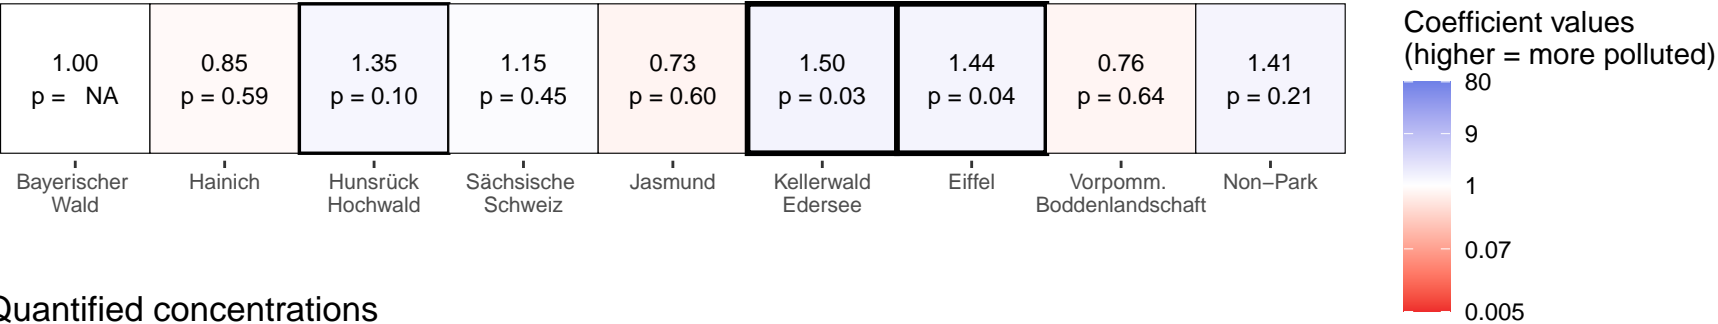 1.00
p =   NA
0.85
p = 0.59
1.35
p = 0.10
1.15
p = 0.45
0.73
p = 0.60
1.50
p = 0.03
1.44
p = 0.04
0.76
p = 0.64
1.41
p = 0.21
Bayerischer
Wald
Hainich
Hunsrück
Hochwald
Sächsische
Schweiz
Jasmund
Kellerwald
Edersee
Eiffel
Vorpomm.
Boddenlandschaft
Non−Park
Coefficient values
(higher = more polluted)
80
9
1
0.07
0.005
Quantified concentrations